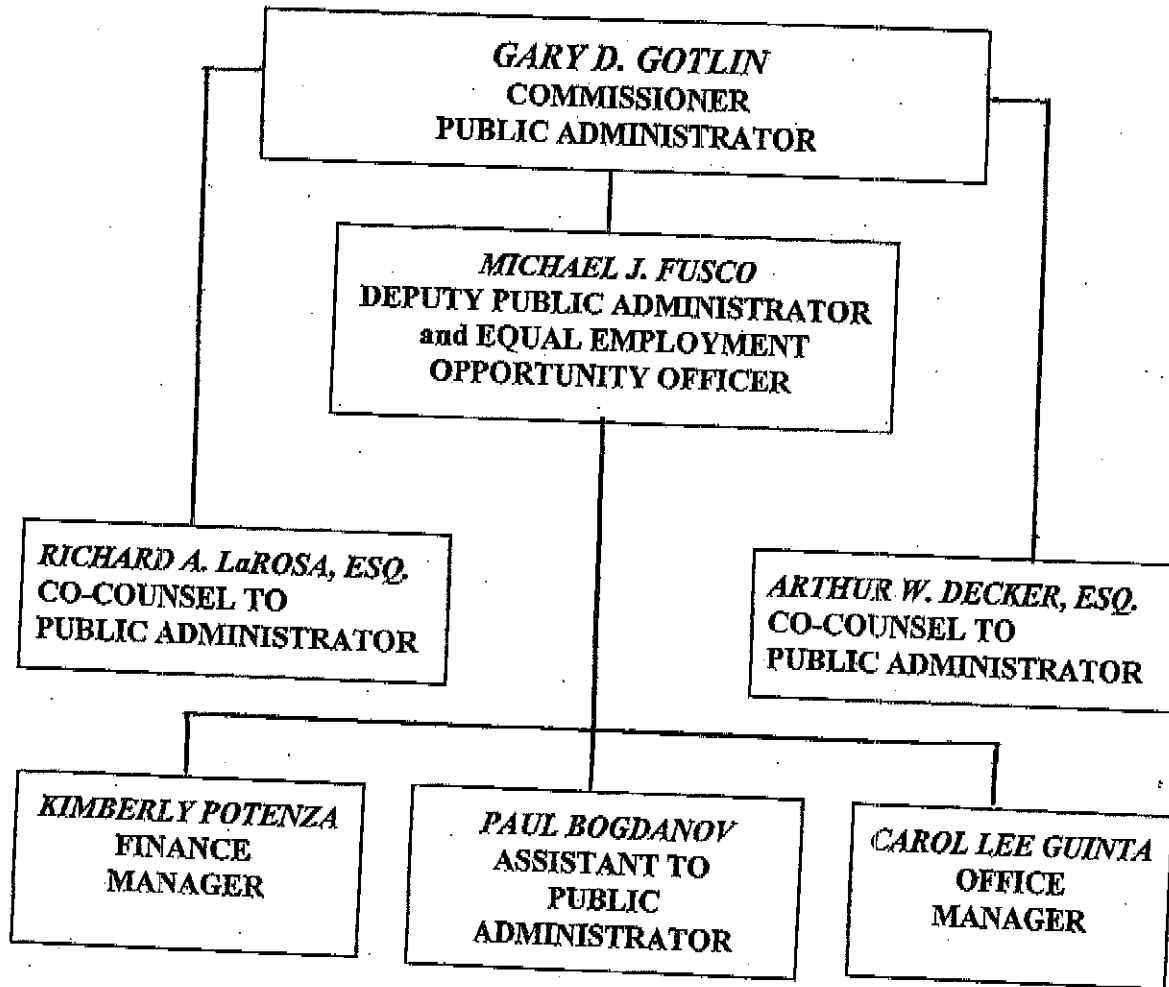 GARY D. GOTLIN
COMMISSIONER
PUBLIC ADMINISTRATOR
MICHAEL J. FUSCO
DEPUTY PUBLIC ADMINISTRATOR
and EQUAL EMPLOYMENT
OPPORTUNITY OFFICER
RICHARD A. LaROSA, ESQ.
CO-COUNSEL TO
PUBLIC ADMINISTRATOR
ARTHUR W. DECKER, ESQ.
CO-COUNSEL TO
PUBLIC ADMINISTRATOR
KIMBERLY POTENZA
FINANCE
MANAGER
PAUL BOGDANOV
ASSISTANT TO
PUBLIC
ADMINISTRATOR
CAROL LEE GUINTA
OFFICE
MANAGER